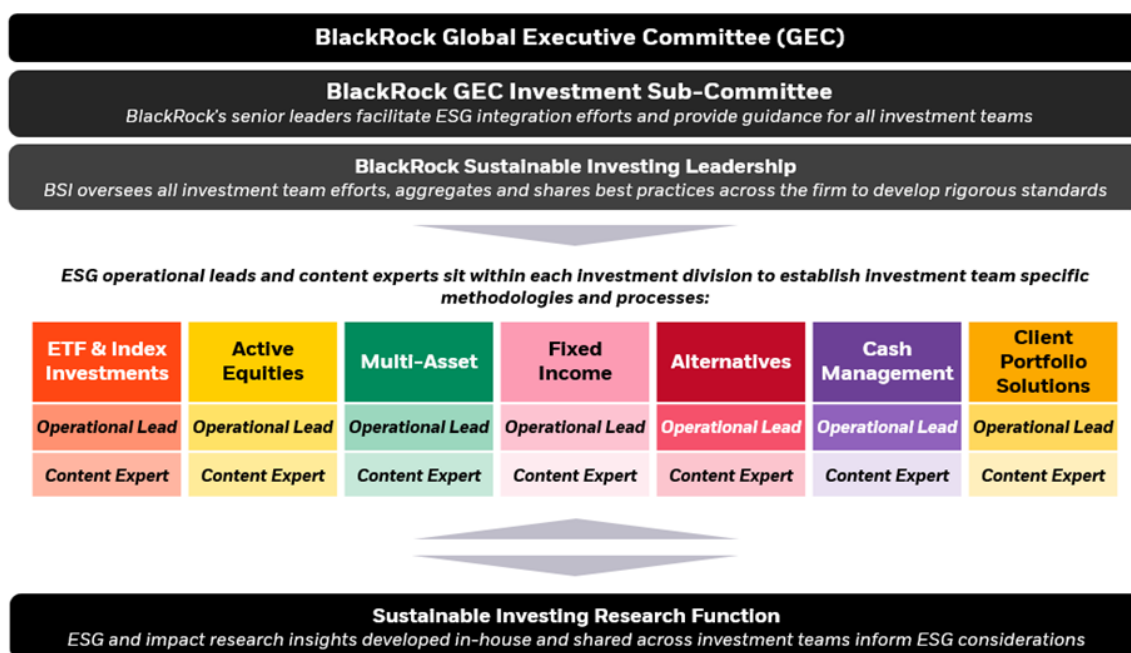 BlackRock Global Executive Committee (GEC)
BlackRock GEC Investment Sub-Committee
BlackRock's senior leaders facilitate ESG integration efforts and provide guidance for all investment teams
BlackRock Sustainable Investing Leadership
BSI oversees all investment team efforts, aggregates and shares best practices across the firm to develop rigorous standards
ESG operational leads and content experts sit within each investment division to establish investment team specific
methodologies and processes:
ETF & Index
Investments
Operational Lead
Content Expert
Active
Equities
Operational Lead
Content Expert
Multi-Asset
Operational Lead
Content Expert
Fixed
Income
Operational Lead
Content Expert
Alternatives
Operational Lead
Content Expert
Cash
Management
Operational Lead
Content Expert
Client
Portfolio
Solutions
Operational Lead
Content Expert
Sustainable Investing Research Function
ESG and impact research insights developed in-house and shared across investment teams inform ESG considerations